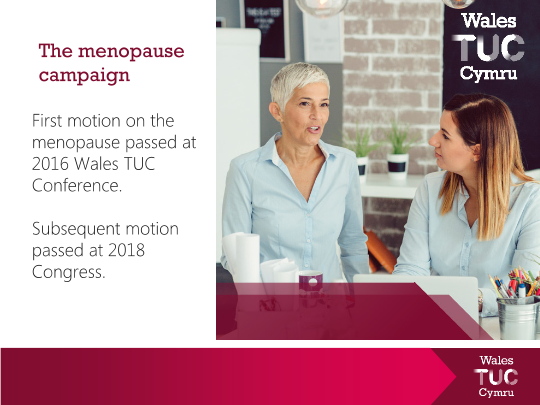 The menopause
campaign
First motion on the
menopause passed at
2016 Wales TUC
Conference.
Subsequent motion
passed at 2018
Congress.
Wales
TUC
Cymru
Wales
TUC
Cymru